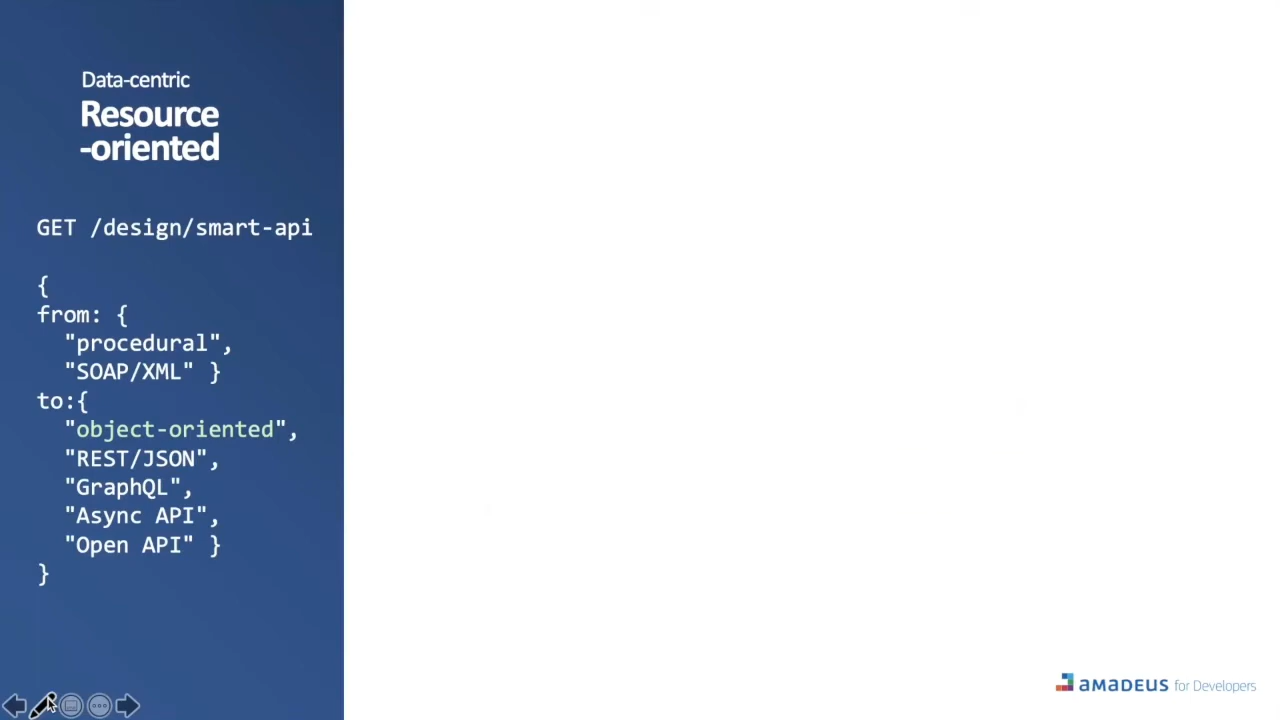 Data-centric
Resource
-oriented
GET /design/smart-api
{
from: {
"procedural",
"SOAP/XML" }
to:{
"object-oriented",
"REST/JSON",
"GraphQL",
"Async API",
"Open API" }
}
amadeus for Developers